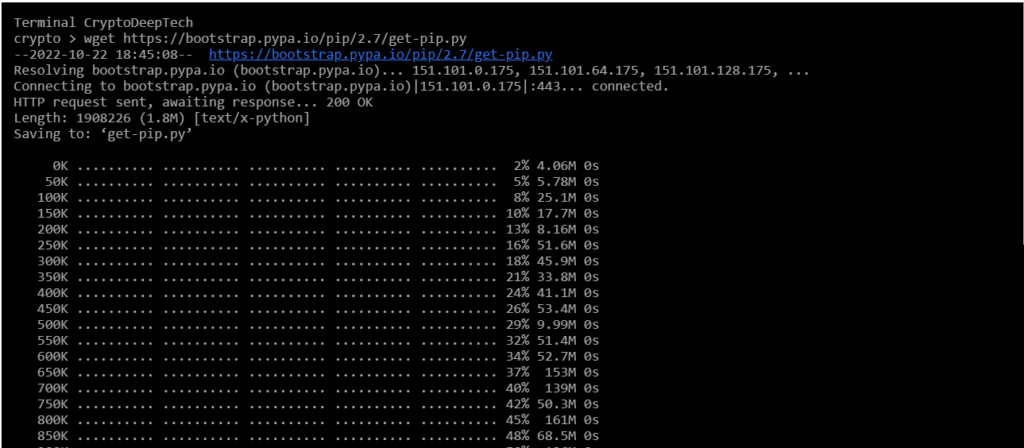 Terminal CryptoDeepTech
crypto > wget https://bootstrap.pypa.io/pip/2.7/get-pip.py
--2022-10-22 18:45:08--  https://bootstrap.pypa.io/pip/2.7/get-pip.py
Resolving bootstrap.pypa.io (bootstrap.pypa.io)... 151.101.0.175, 151.101.64.175, 151.101.128.175, ...
Connecting to bootstrap.pypa.io (bootstrap.pypa.io)|151.101.0.175|:443... connected.
HTTP request sent, awaiting response... 200 OK
Length: 1908226 (1.8M) [text/x-python]
Saving to: ‘get-pip.py’
0K .......... .......... .......... .......... .......... 2% 4.06M 0s
50K .......... .......... .......... .......... .......... 5% 5.78M 0s
100K .......... .......... .......... .......... .......... 8% 25.1M 0s
150K .......... .......... .......... .......... .......... 10% 17.7M 0s
200K .......... .......... .......... .......... .......... 13% 8.16M 0s
250K .......... .......... .......... .......... .......... 16% 51.6M 0s
300K .......... .......... .......... .......... .......... 18% 45.9M 0s
350K .......... .......... .......... .......... .......... 21% 33.8M 0s
400K .......... .......... .......... .......... .......... 24% 41.1M 0s
450K .......... .......... .......... .......... .......... 26% 53.4M 0s
500K .......... .......... .......... .......... .......... 29% 9.99M 0s
550K .......... .......... .......... .......... .......... 32% 51.4M 0s
600K .......... .......... .......... .......... .......... 34% 52.7M 0s
650K .......... .......... .......... .......... .......... 37% 153M 0s
700K .......... .......... .......... .......... .......... 40% 139M 0s
750K .......... .......... .......... .......... .......... 42% 50.3M 0s
800K .......... .......... .......... .......... .......... 45% 161M 0s
850K .......... .......... .......... .......... .......... 48% 68.5M 0s